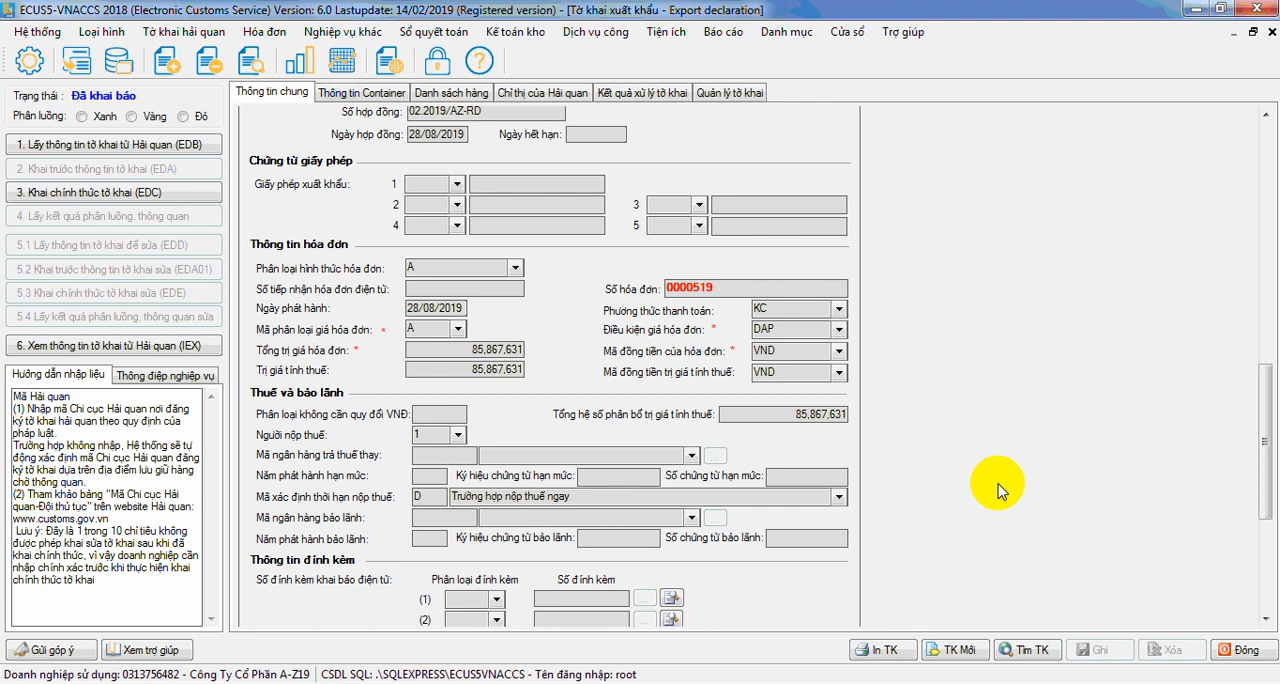 ECUS5-VNACCS 2018 (Electronic Customs Service) Version: 6.0 Lastupdate: 14/02/2019 (Registered version) - [Tờ khai xuất khẩu - Export declaration]
Hệ thống Loại hình Tờ khai hải quan Hóa đơn Nghiệp vụ khác Sổ quyết toán Kế toán kho Dịch vụ công Tiện ích Báo cáo Danh mục Cửa sổ Trợ giúp
Trạng thái : Đã khai báo
Phân luồng: Xanh Vàng Đỏ
1. Lấy thông tin tờ khai từ Hải quan (EDB)
2. Khai trước thông tin tờ khai (EDA)
3. Khai chính thức tờ khai (EDC)
4. Lấy kết quả phân luồng, thông quan
5.1 Lấy thông tin tờ khai để sửa (EDD)
5.2 Khai trước thông tin tờ khai sửa (EDA01)
5.3 Khai chính thức tờ khai sửa (EDE)
5.4 Lấy kết quả phân luồng, thông quan sửa
6. Xem thông tin tờ khai từ Hải quan (IEX)
Hướng dẫn nhập liệu Thông điệp nghiệp vụ
Mã Hải quan
(1) Nhập mã Chi cục Hải quan nơi đăng
ký tờ khai hải quan theo quy định của
pháp luật.
Trường hợp không nhập, Hệ thống sẽ tự
động xác định mã Chi cục Hải quan đăng
ký tờ khai dựa trên địa điểm lưu giữ hàng
chờ thông quan.
(2) Tham khảo bảng "Mã Chi cục Hải
quan-Đội thủ tục" trên website Hải quan:
www.customs.gov.vn
Lưu ý: Đây là 1 trong 10 chỉ tiêu không
được phép khai sửa tờ khai sau khi đã
khai chính thức, vì vậy doanh nghiệp cần
nhập chính xác trước khi thực hiện khai
chính thức tờ khai
Thông tin chung Thông tin Container Danh sách hàng Chỉ thị của Hải quan Kết quả xử lý tờ khai Quản lý tờ khai
Số hợp đồng: 02.2019/AZ-RD
Ngày hợp đồng: 28/08/2019 Ngày hết hạn:
Chứng từ giấy phép
Giấy phép xuất khẩu: 1
2 3
4 5
Thông tin hóa đơn
Phân loại hình thức hóa đơn: A
Số tiếp nhận hóa đơn điện tử: Số hóa đơn: 0000519
Ngày phát hành: 28/08/2019 Phương thức thanh toán: KC
Mã phân loại giá hóa đơn: * A Điều kiện giá hóa đơn: * DAP
Tổng trị giá hóa đơn: * 85,867,631 Mã đồng tiền của hóa đơn: * VND
Trị giá tính thuế: 85,867,631 Mã đồng tiền trị giá tính thuế: VND
Thuế và bảo lãnh
Phân loại không cần quy đổi VNĐ: Tổng hệ số phân bổ trị giá tính thuế: 85,867,631
Người nộp thuế: 1
Mã ngân hàng trả thuế thay: ...
Năm phát hành hạn mức: Ký hiệu chứng từ hạn mức: Số chứng từ hạn mức:
Mã xác định thời hạn nộp thuế: D Trường hợp nộp thuế ngay
Mã ngân hàng bảo lãnh: ...
Năm phát hành bảo lãnh: Ký hiệu chứng từ bảo lãnh: Số chứng từ bảo lãnh:
Thông tin đính kèm
Số đính kèm khai báo điện tử: Phân loại đính kèm Số đính kèm
(1) ...
(2) ...
Gửi góp ý Xem trợ giúp In TK TK Mới Tìm TK Ghi Xóa Đóng
Doanh nghiệp sử dụng: 0313756482 - Công Ty Cổ Phần A-Z19 CSDL SQL: .\SQLEXPRESS\ECUS5VNACCS - Tên đăng nhập: root